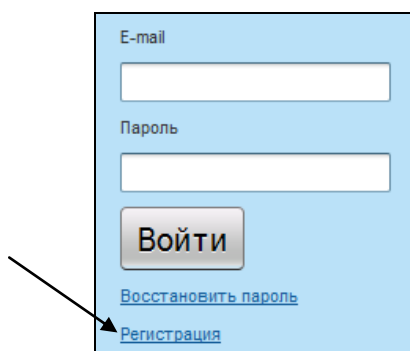 E-mail
Пароль
Войти
Восстановить пароль
Регистрация